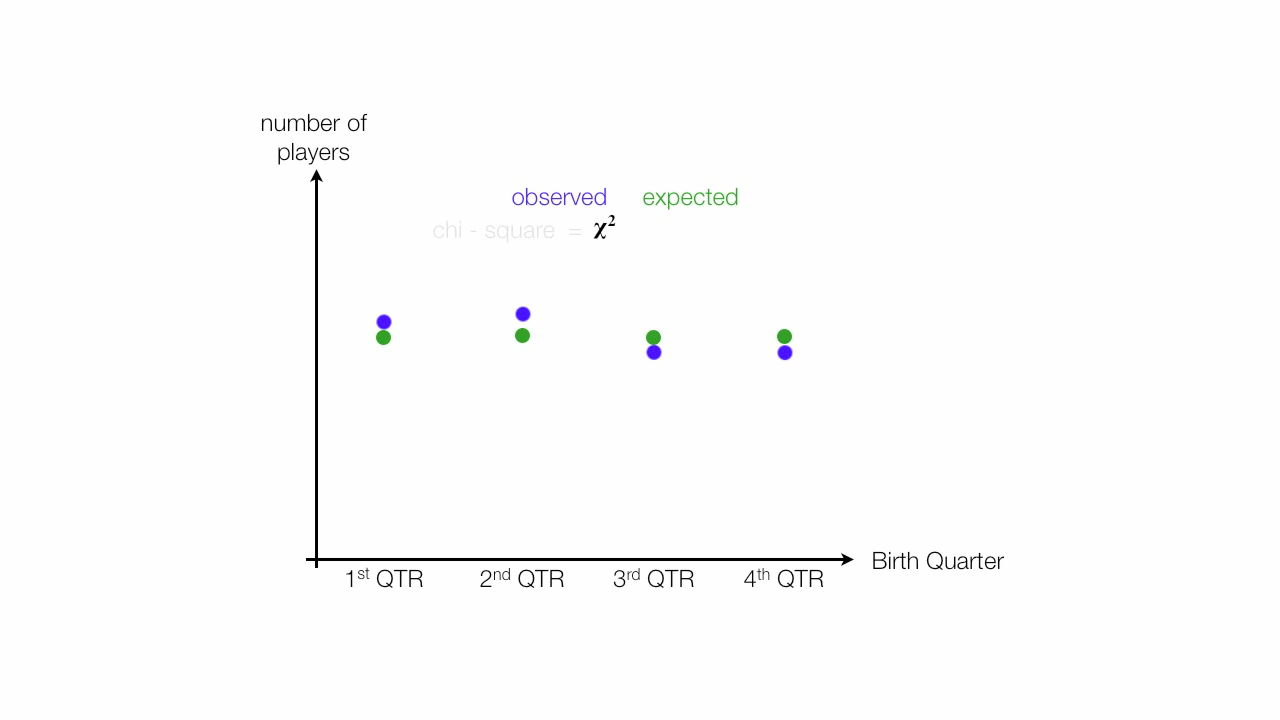 number of
players
observed expected
chi - square = χ²
Birth Quarter
1st QTR 2nd QTR 3rd QTR 4th QTR